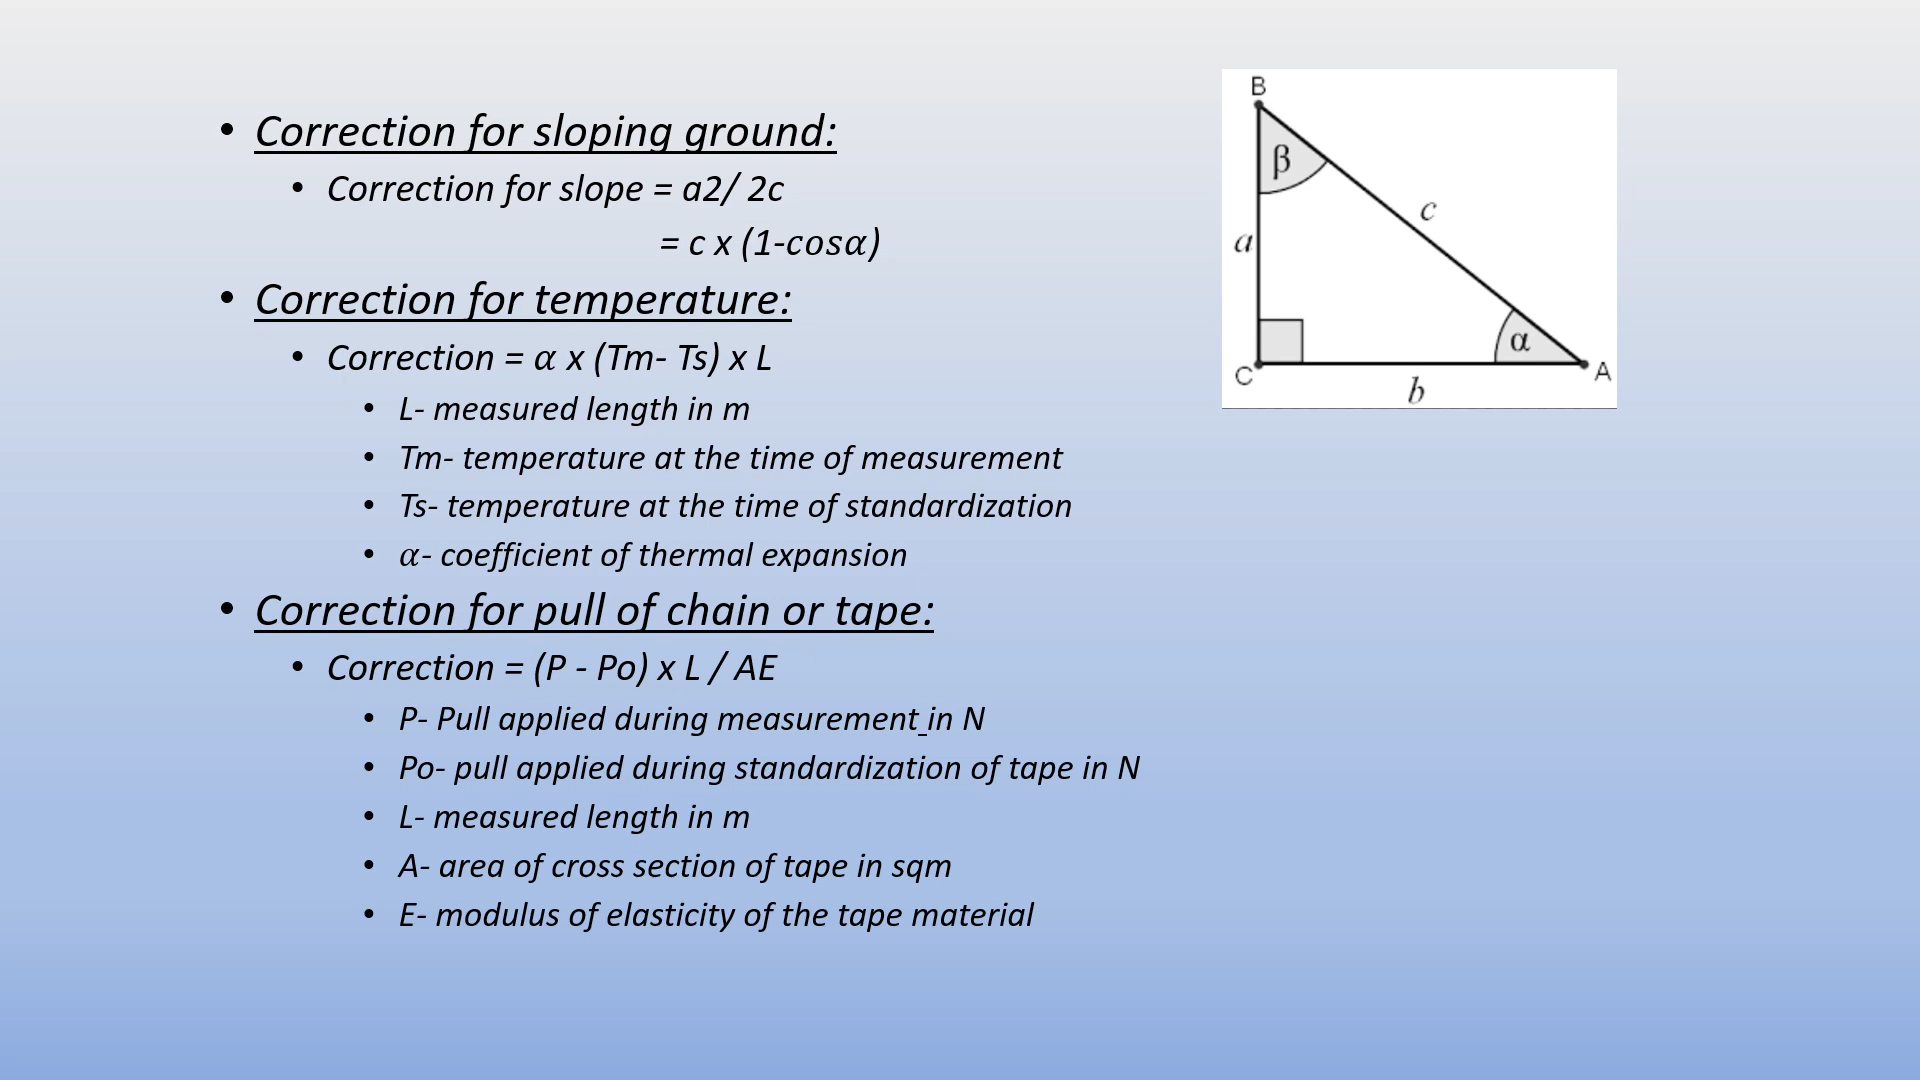 • Correction for sloping ground:
• Correction for slope = a2/ 2c
= c x (1-cosα)
• Correction for temperature:
• Correction = α x (Tm- Ts) x L
• L- measured length in m
• Tm- temperature at the time of measurement
• Ts- temperature at the time of standardization
• α- coefficient of thermal expansion
• Correction for pull of chain or tape:
• Correction = (P - Po) x L / AE
• P- Pull applied during measurement in N
• Po- pull applied during standardization of tape in N
• L- measured length in m
• A- area of cross section of tape in sqm
• E- modulus of elasticity of the tape material
B
β
c
a
α
C
A
b